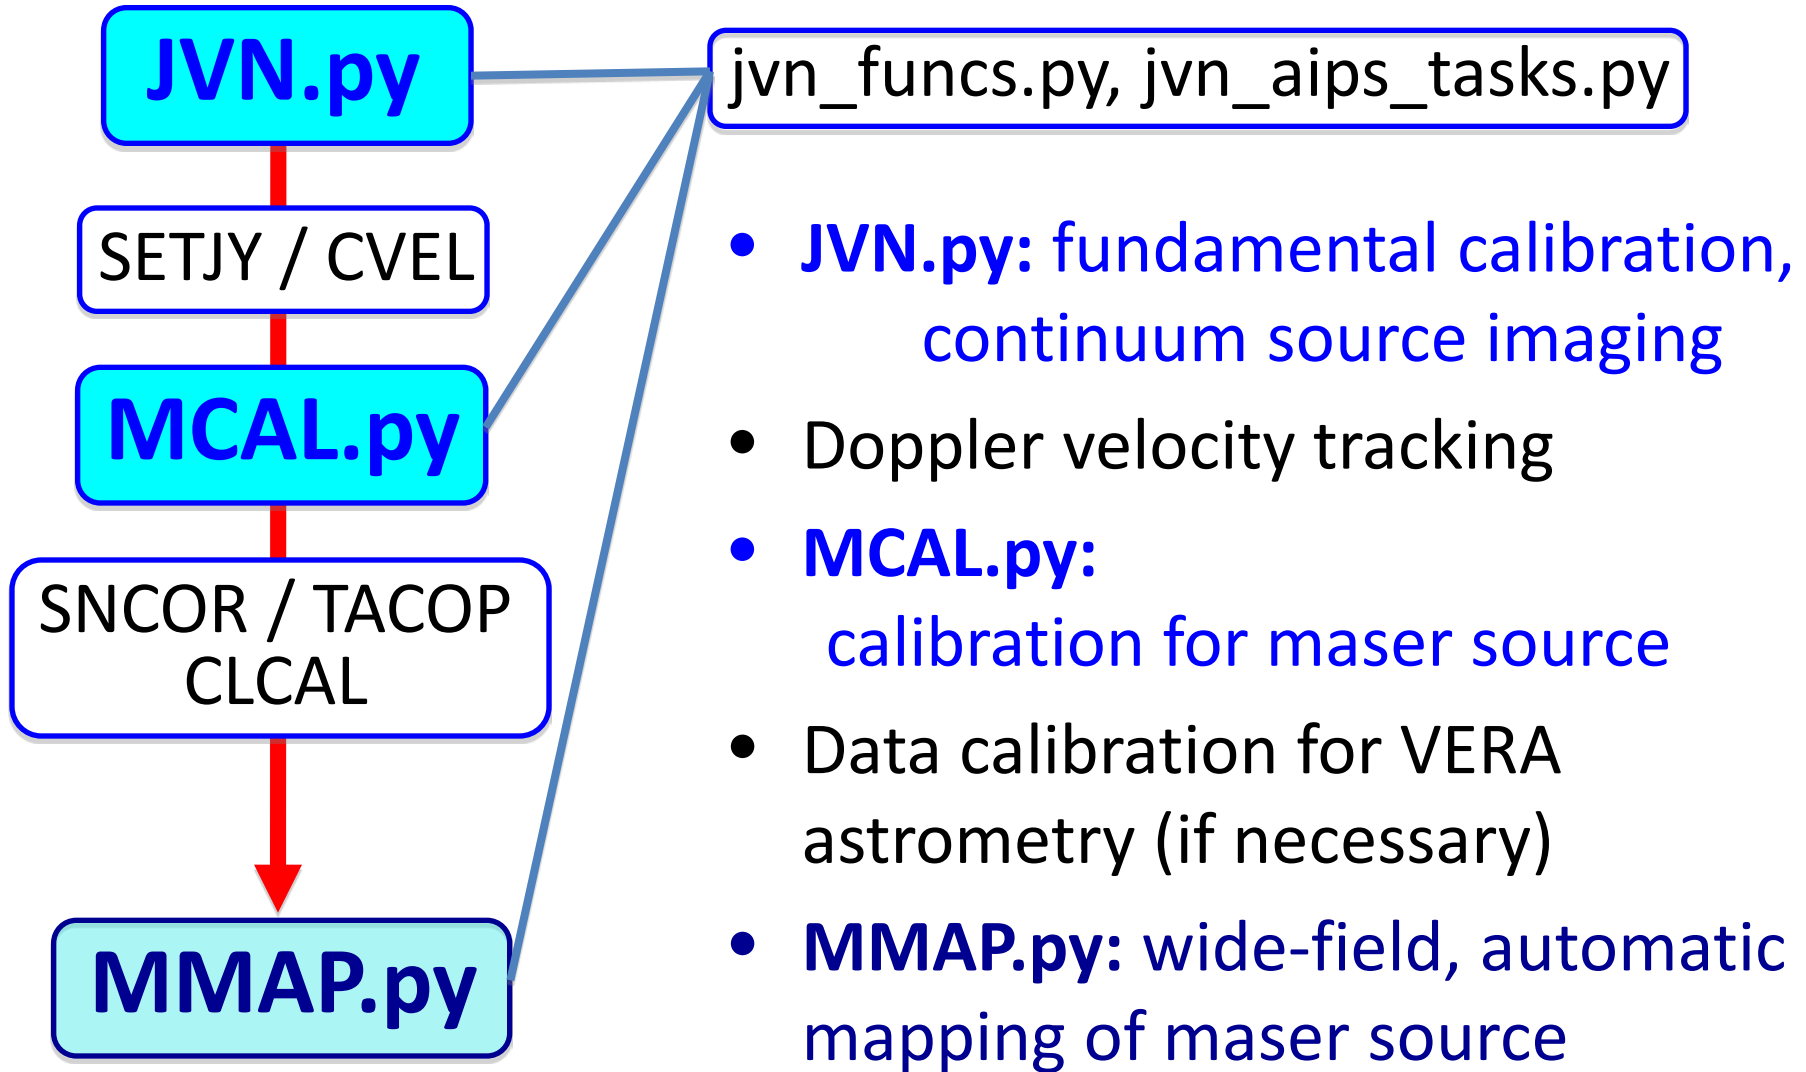 JVN.py
SETJY / CVEL
MCAL.py
SNCOR / TACOP
CLCAL
MMAP.py
jvn_funcs.py, jvn_aips_tasks.py
• JVN.py: fundamental calibration,
continuum source imaging
• Doppler velocity tracking
• MCAL.py:
calibration for maser source
• Data calibration for VERA
astrometry (if necessary)
• MMAP.py: wide-field, automatic
mapping of maser source